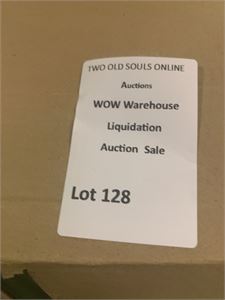 TWO OLD SOULS ONLINE
Auctions
WOW Warehouse
Liquidation
Auction Sale
Lot 128